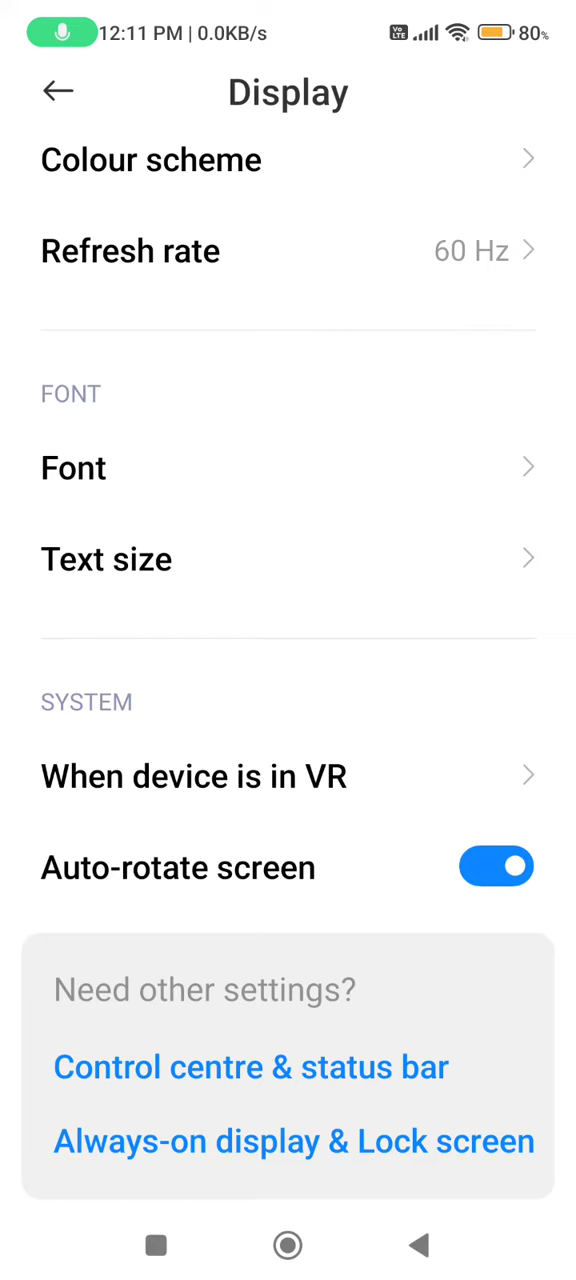 12:11 PM | 0.0KB/s Vo LTE 80%
Display
Colour scheme
Refresh rate 60 Hz
FONT
Font
Text size
SYSTEM
When device is in VR
Auto-rotate screen
Need other settings?
Control centre & status bar
Always-on display & Lock screen